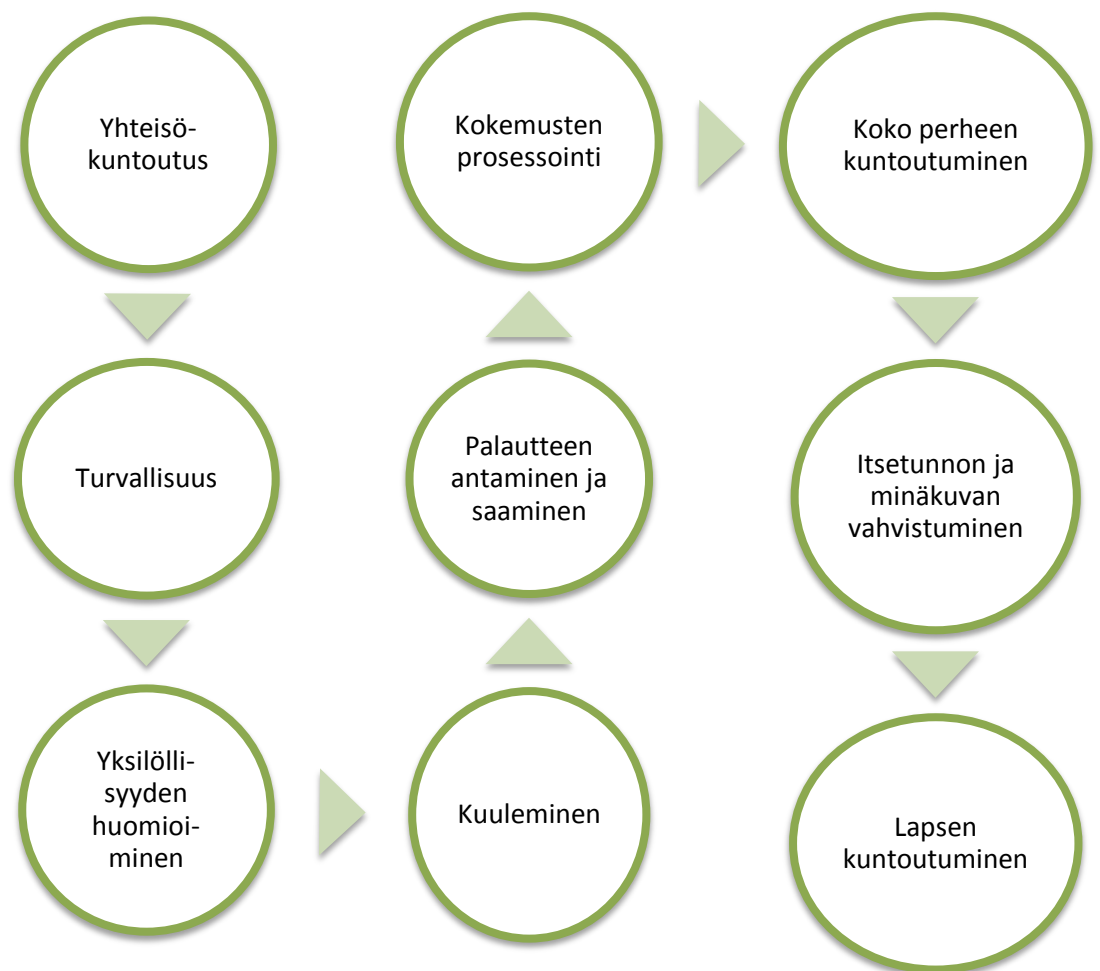 Yhteisö-
kuntoutus
Turvallisuus
Yksilölli-
syyden
huomioi-
minen
Kuuleminen
Palautteen
antaminen ja
saaminen
Kokemusten
prosessointi
Koko perheen
kuntoutuminen
Itsetunnon ja
minäkuvan
vahvistuminen
Lapsen
kuntoutuminen